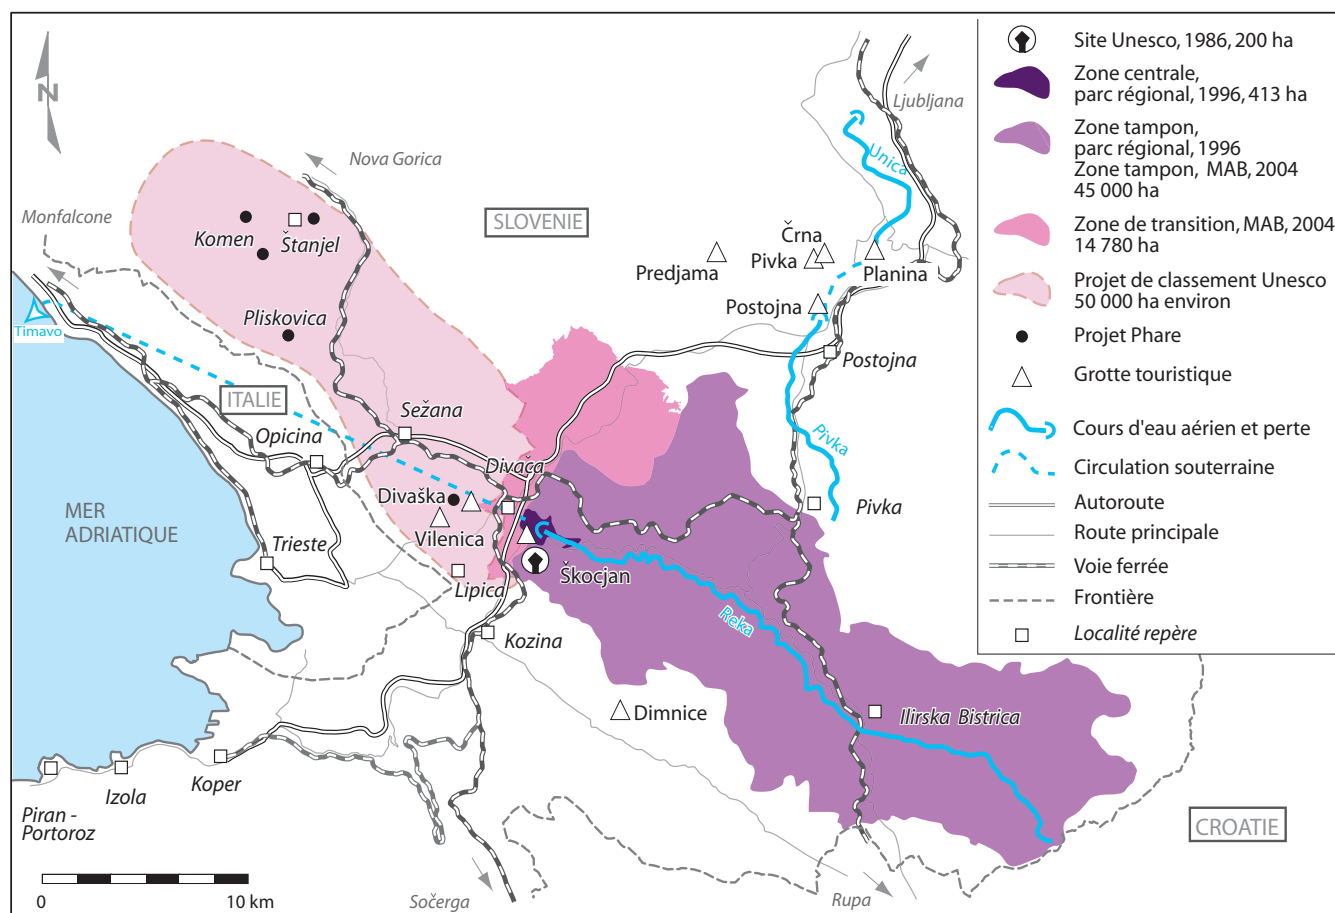 N
Nova Gorica
Monfalcone
SLOVENIE
Ljubljana
Unica
Komen
Štanjel
Črna
Predjama
Pivka
Planina
Timavo
Pliskovica
Postojna
Postojna
ITALIE
Sežana
Opicina
Pivka
Divača
Divaška
Pivka
MER
ADRIATIQUE
Vilenica
Trieste
Škocjan
Lipica
Reka
Kozina
Dimnice
Ilirska Bistrica
Koper
Izola
Piran -
Portoroz
CROATIE
0
10 km
Sočerga
Rupa
Site Unesco, 1986, 200 ha
Zone centrale,
parc régional, 1996, 413 ha
Zone tampon,
parc régional, 1996
Zone tampon, MAB, 2004
45 000 ha
Zone de transition, MAB, 2004
14 780 ha
Projet de classement Unesco
50 000 ha environ
Projet Phare
Grotte touristique
Cours d'eau aérien et perte
Circulation souterraine
Autoroute
Route principale
Voie ferrée
Frontière
Localité repère